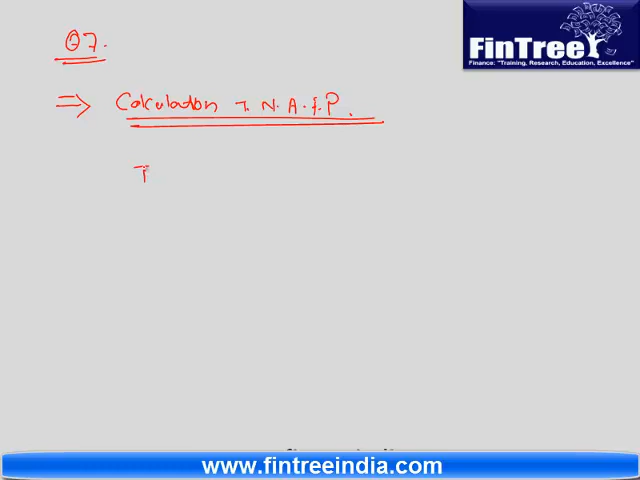 Q7.
FinTree
Finance: "Training, Research, Education, Excellence"
⇒ Calculation T. N. A. f. P.
T
www.fintreeindia.com